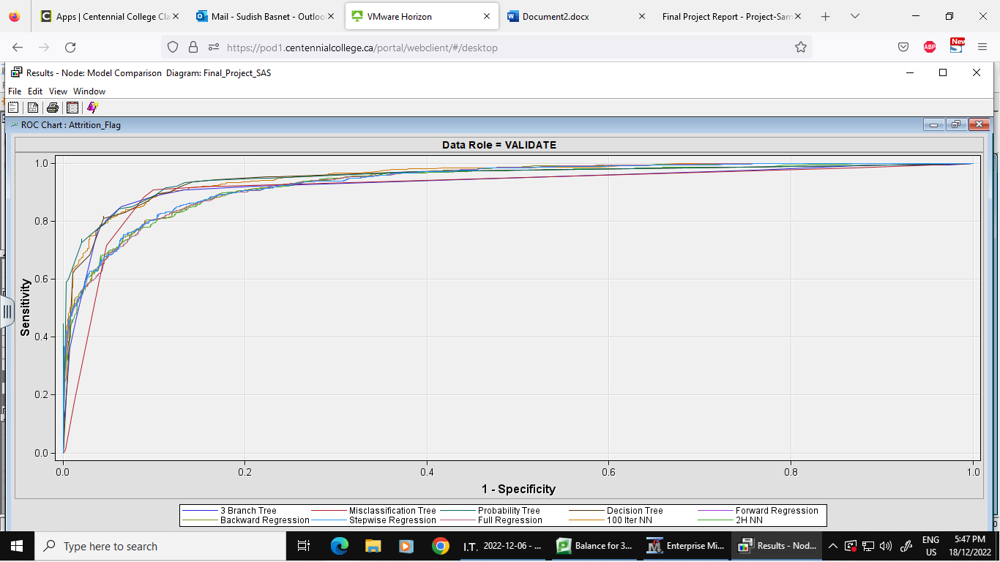 Apps | Centennial College Cla
Mail - Sudish Basnet - Outloo
VMware Horizon
Document2.docx
Final Project Report - Project-Sam
https://pod1.centennialcollege.ca/portal/webclient/#/desktop
ABP
New
Results - Node: Model Comparison Diagram: Final_Project_SAS
File Edit View Window
ROC Chart : Attrition_Flag
Data Role = VALIDATE
1.0
0.8
0.6
0.4
0.2
0.0
Sensitivity
0.0 0.2 0.4 0.6 0.8 1.0
1 - Specificity
3 Branch Tree Misclassification Tree Probability Tree Decision Tree Forward Regression
Backward Regression Stepwise Regression Full Regression 100 Iter NN 2H NN
Type here to search
I.T. 2022-12-06 - ...
Balance for 3...
Enterprise Mi...
Results - Node...
ENG
US
5:47 PM
18/12/2022